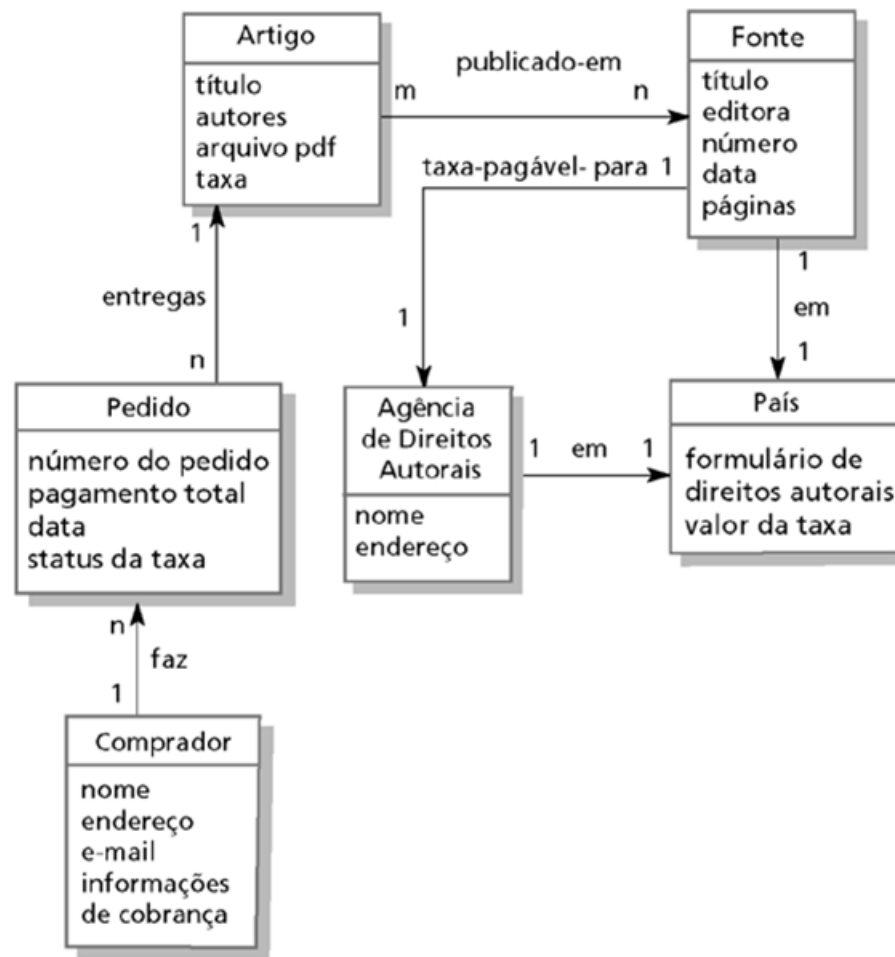 Artigo
título
autores
arquivo pdf
taxa
publicado-em
m
n
Fonte
título
editora
número
data
páginas
taxa-pagável- para 1
1
1
entregas
n
1
em
1
Pedido
número do pedido
pagamento total
data
status da taxa
Agência
de Direitos
Autorais
nome
endereço
1 em 1
País
formulário de
direitos autorais
valor da taxa
n
faz
1
Comprador
nome
endereço
e-mail
informações
de cobrança